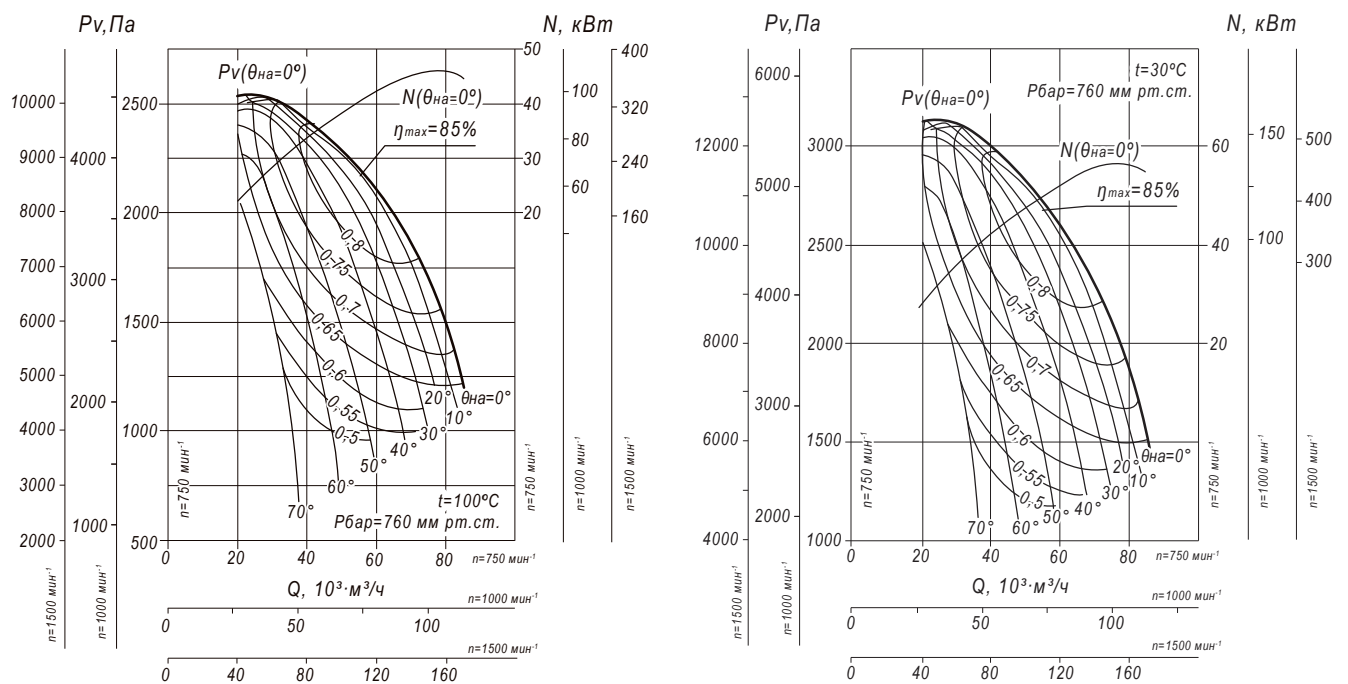 Pv,Па
N, кВт
10000
9000
8000
7000
6000
5000
4000
3000
2000
n=1500 мин⁻¹
4000
3000
2000
1000
n=1000 мин⁻¹
2500
2000
1500
1000
500
n=750 мин⁻¹
Pv(θна=0°)
N(θна=0°)
ηmax=85%
0,8
0,75
0,7
0,65
0,6
0,55
0,5
20° θна=0°
10°
30°
40°
50°
60°
70°
t=100°C
Рбар=760 мм рт.ст.
50
40
30
20
n=750 мин⁻¹
100
80
60
n=1000 мин⁻¹
400
320
240
160
n=1500 мин⁻¹
0 20 40 60 80 n=750 мин⁻¹
Q, 10³·м³/ч
n=1000 мин⁻¹
0 50 100
n=1500 мин⁻¹
0 40 80 120 160
Pv,Па
N, кВт
12000
10000
8000
6000
4000
n=1500 мин⁻¹
6000
5000
4000
3000
2000
n=1000 мин⁻¹
3000
2500
2000
1500
1000
n=750 мин⁻¹
t=30°C
Рбар=760 мм рт.ст.
Pv(θна=0°)
N(θна=0°)
ηmax=85%
0,8
0,75
0,7
0,65
0,6
0,55
0,5
θна=0°
20°
10°
30°
40°
50°
60°
70°
60
40
20
n=750 мин⁻¹
150
100
n=1000 мин⁻¹
500
400
300
n=1500 мин⁻¹
0 20 40 60 80 n=750 мин⁻¹
Q, 10³·м³/ч
n=1000 мин⁻¹
0 50 100
n=1500 мин⁻¹
0 40 80 120 160